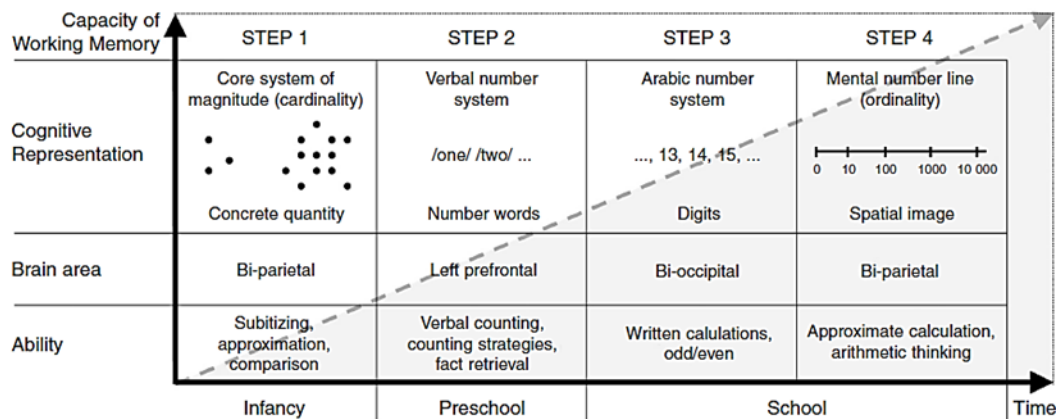 Capacity of
Working Memory
STEP 1
STEP 2
STEP 3
STEP 4
Cognitive
Representation
Core system of
magnitude (cardinality)
Concrete quantity
Verbal number
system
/one/ /two/ ...
Number words
Arabic number
system
..., 13, 14, 15, ...
Digits
Mental number line
(ordinality)
0 10 100 1000 10 000
Spatial image
Brain area
Bi-parietal
Left prefrontal
Bi-occipital
Bi-parietal
Ability
Subitizing,
approximation,
comparison
Verbal counting,
counting strategies,
fact retrieval
Written calulations,
odd/even
Approximate calculation,
arithmetic thinking
Infancy
Preschool
School
Time